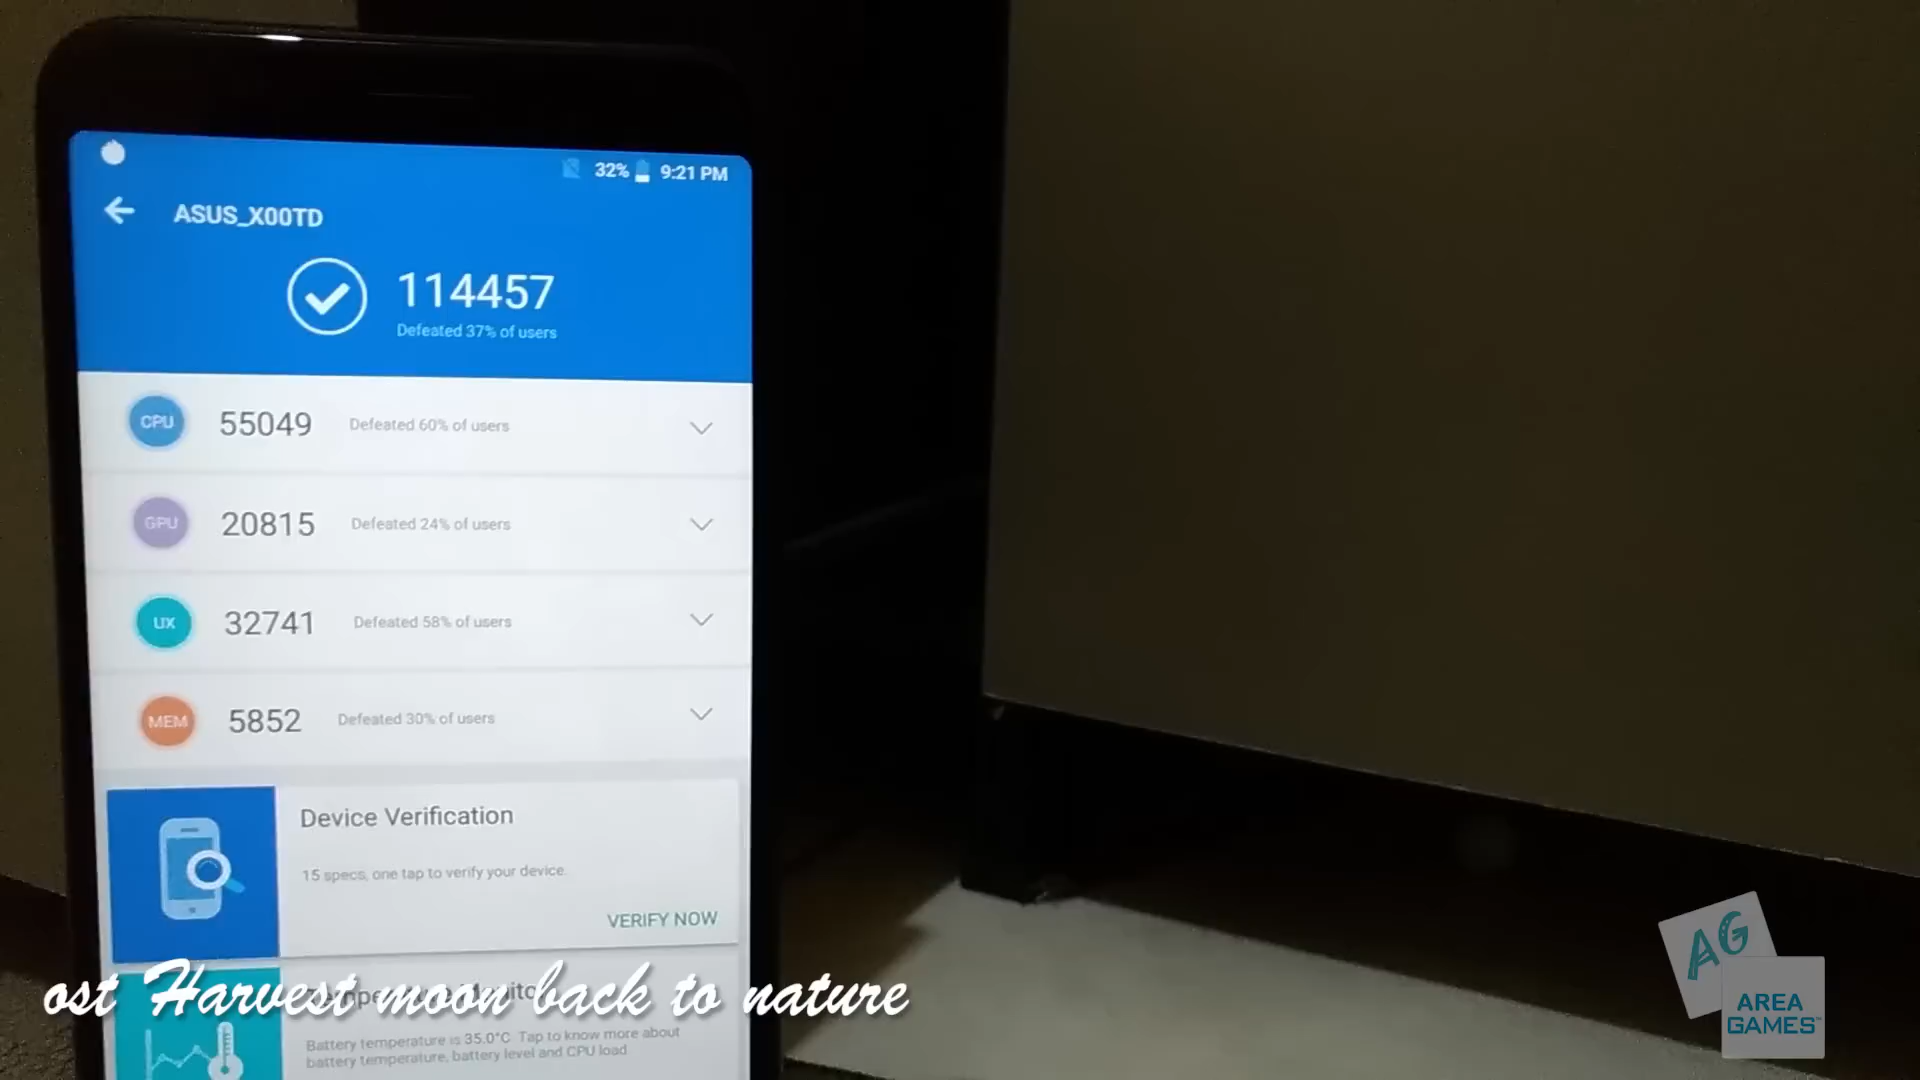 32% 9:21 PM
ASUS_X00TD
114457
Defeated 37% of users
CPU 55049 Defeated 60% of users
GPU 20815 Defeated 24% of users
UX 32741 Defeated 58% of users
MEM 5852 Defeated 30% of users
Device Verification
15 specs, one tap to verify your device.
VERIFY NOW
ost Harvest moon back to nature
Battery temperature is 35.0°C Tap to know more about
battery temperature, battery level and CPU load
AG
AREA
GAMES™